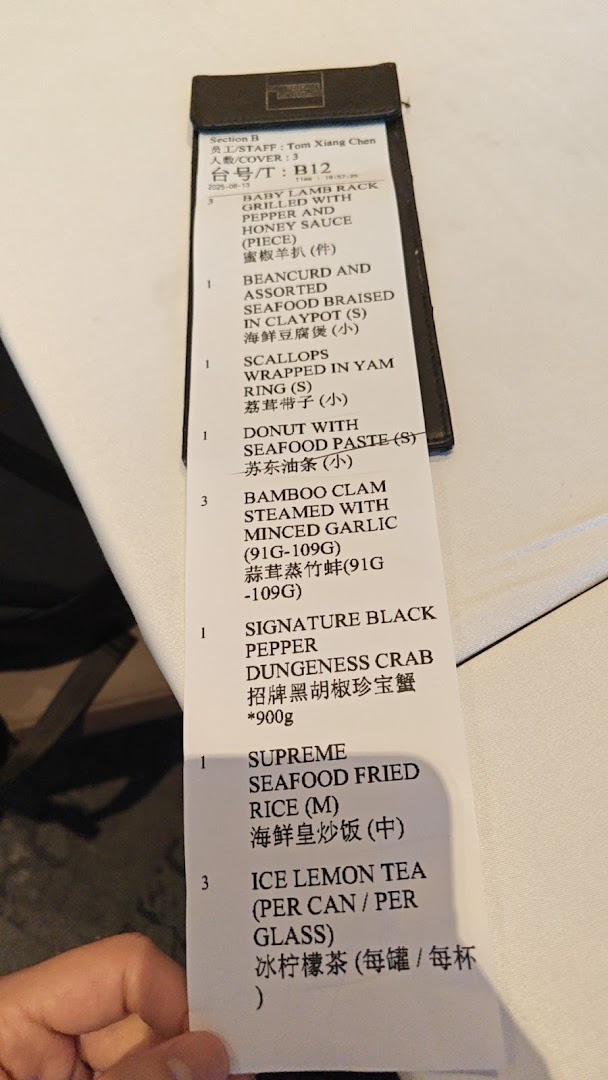 Section B
员工/STAFF : Tom Xiang Chen
人数/COVER : 3
台号/T : B12
2025-08-13
3 BABY LAMB RACK
GRILLED WITH
PEPPER AND
HONEY SAUCE
(PIECE)
蜜椒羊扒 (件)
1 BEANCURD AND
ASSORTED
SEAFOOD BRAISED
IN CLAYPOT (S)
海鲜豆腐煲 (小)
1 SCALLOPS
WRAPPED IN YAM
RING (S)
荔茸带子 (小)
1 DONUT WITH
SEAFOOD PASTE (S)
苏东油条 (小)
3 BAMBOO CLAM
STEAMED WITH
MINCED GARLIC
(91G-109G)
蒜茸蒸竹蚌(91G
-109G)
1 SIGNATURE BLACK
PEPPER
DUNGENESS CRAB
招牌黑胡椒珍宝蟹
*900g
1 SUPREME
SEAFOOD FRIED
RICE (M)
海鲜皇炒饭 (中)
3 ICE LEMON TEA
(PER CAN / PER
GLASS)
冰柠檬茶 (每罐 / 每杯
)